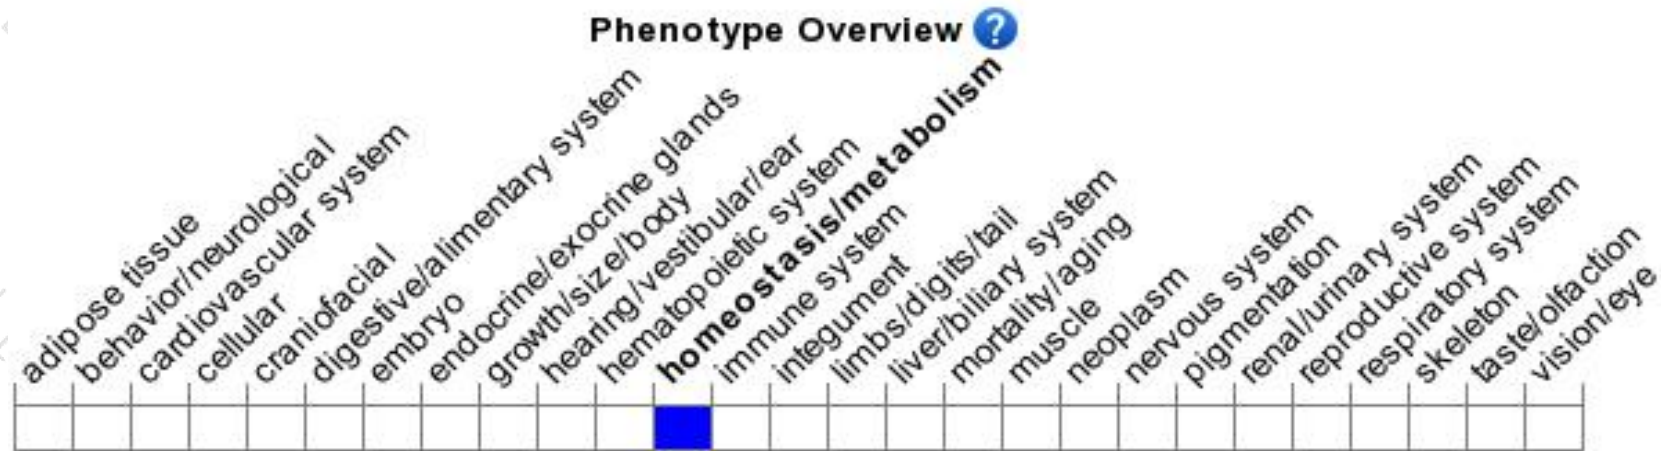 Phenotype Overview ?
adipose tissue
behavior/neurological
cardiovascular system
cellular
craniofacial
digestive/alimentary system
embryo
endocrine/exocrine glands
growth/size/body
hearing/vestibular/ear
hematopoietic system
homeostasis/metabolism
immune system
integument
limbs/digits/tail
liver/biliary system
mortality/aging
muscle
neoplasm
nervous system
pigmentation
renal/urinary system
reproductive system
respiratory system
skeleton
taste/olfaction
vision/eye